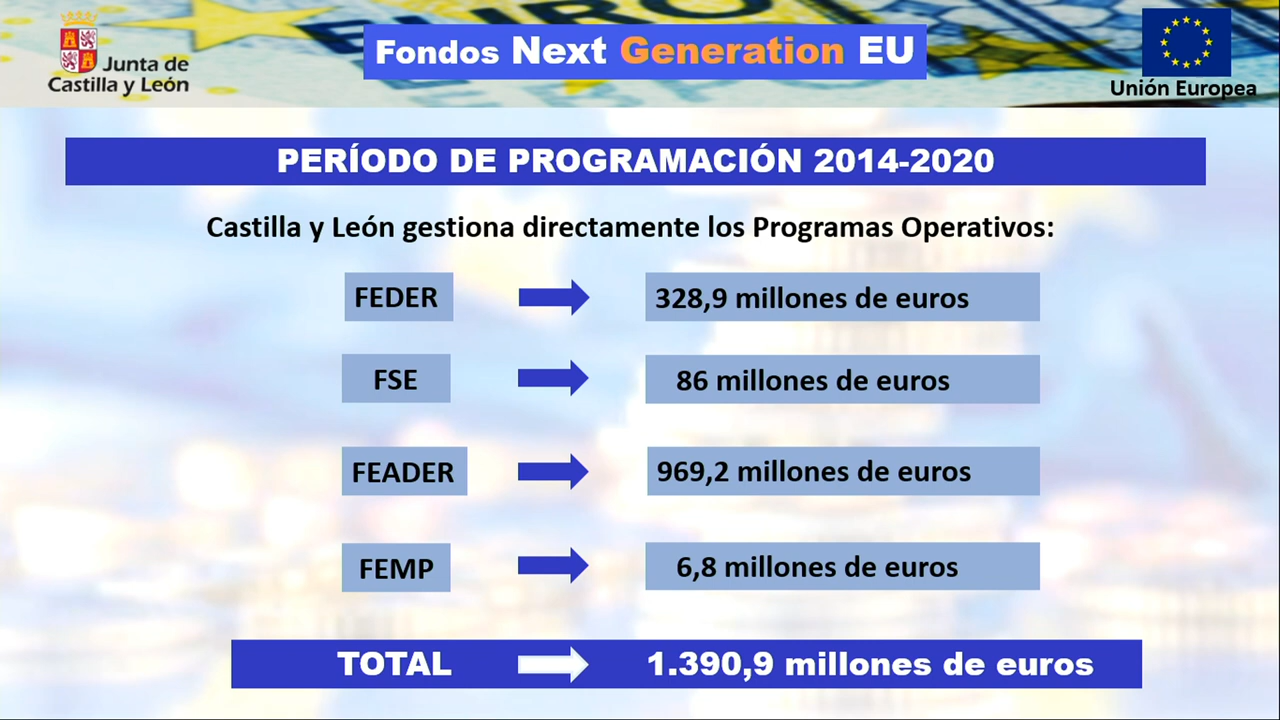 Junta de
Castilla y León
Fondos Next Generation EU
Unión Europea
PERÍODO DE PROGRAMACIÓN 2014-2020
Castilla y León gestiona directamente los Programas Operativos:
FEDER 328,9 millones de euros
FSE 86 millones de euros
FEADER 969,2 millones de euros
FEMP 6,8 millones de euros
TOTAL 1.390,9 millones de euros